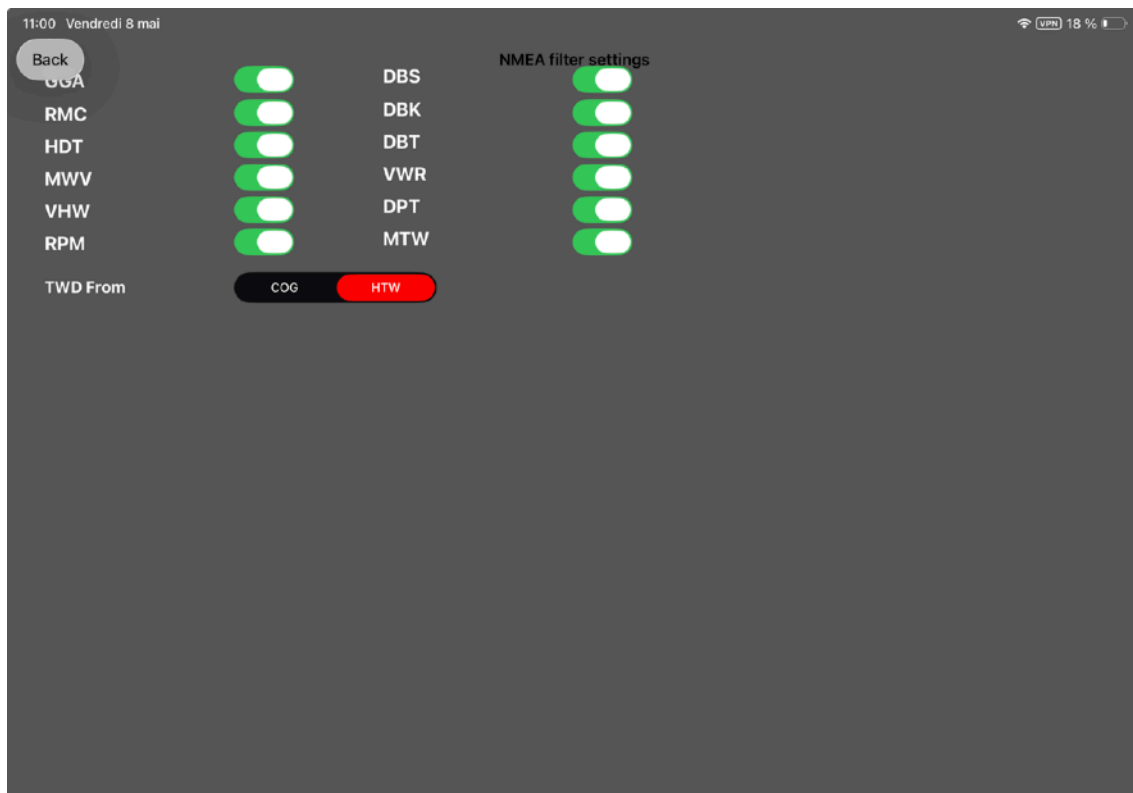 11:00 Vendredi 8 mai VPN 18 %
Back NMEA filter settings
GGA DBS
RMC DBK
HDT DBT
MWV VWR
VHW DPT
RPM MTW
TWD From COG HTW